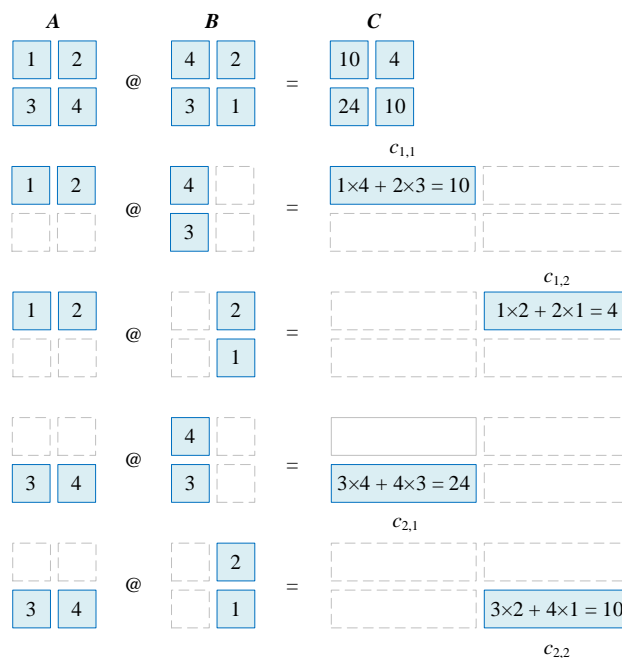 A B C
1 2 4 2 10 4
@ =
3 4 3 1 24 10
c1,1
1 2 4 1×4 + 2×3 = 10
@ =
3
c1,2
1 2 2 1×2 + 2×1 = 4
@ =
1
4
@ =
3 4 3 3×4 + 4×3 = 24
c2,1
2
@ =
3 4 1 3×2 + 4×1 = 10
c2,2